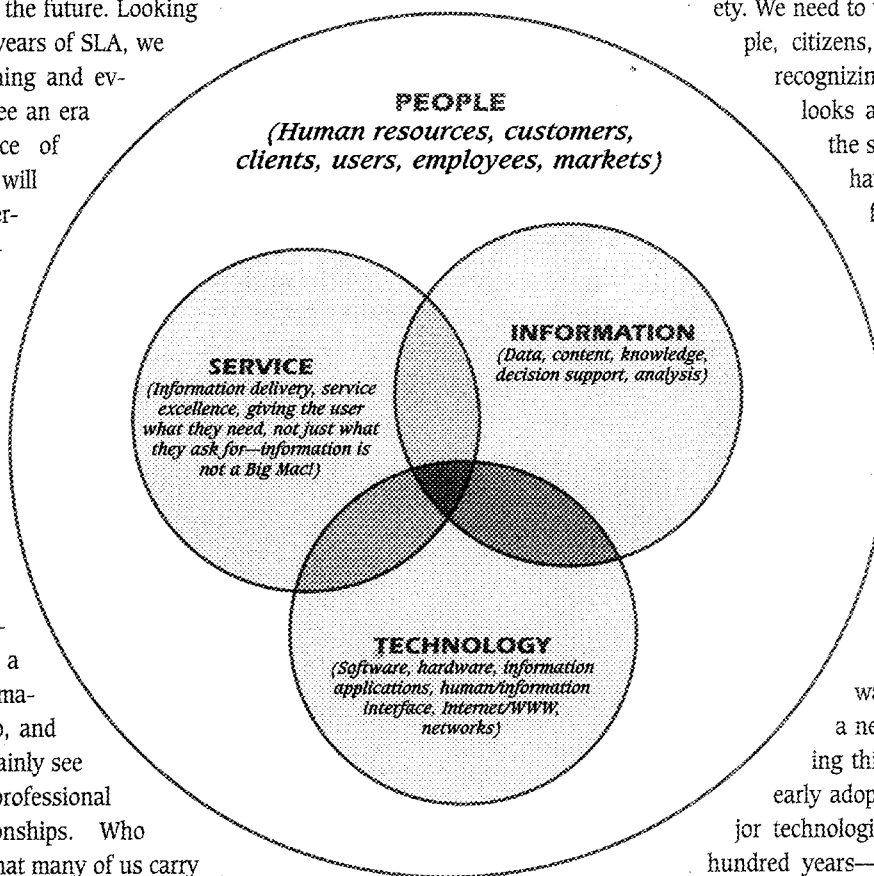 the future. Looking
years of SLA, we
ning and ev-
ee an era
ce of
will
er-
ety. We need to
ple, citizens,
recognizin
looks a
the s
ha
f
PEOPLE
(Human resources, customers,
clients, users, employees, markets)
INFORMATION
(Data, content, knowledge,
decision support, analysis)
SERVICE
(Information delivery, service
excellence, giving the user
what they need, not just what
they ask for—information is
not a Big Mac!)
TECHNOLOGY
(Software, hardware, information
applications, human/information
interface, Internet/WWW,
networks)
a
ma-
o, and
ainly see
professional
onships. Who
hat many of us carry
wa
a ne
ing thi
early adop
jor technologi
hundred years—